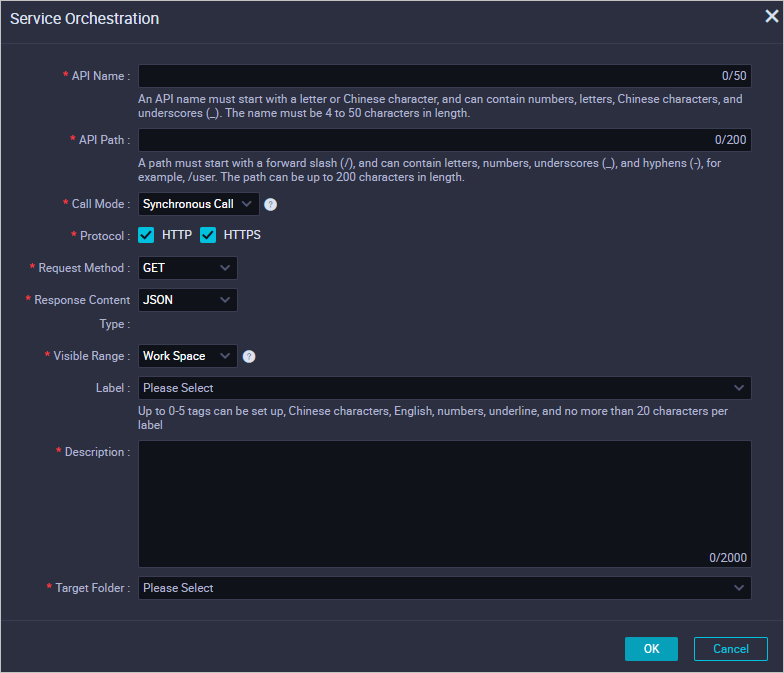 Service Orchestration
* API Name :
0/50
An API name must start with a letter or Chinese character, and can contain numbers, letters, Chinese characters, and
underscores (_). The name must be 4 to 50 characters in length.
* API Path :
0/200
A path must start with a forward slash (/), and can contain letters, numbers, underscores (_), and hyphens (-), for
example, /user. The path can be up to 200 characters in length.
* Call Mode : Synchronous Call ?
* Protocol : HTTP HTTPS
* Request Method : GET
* Response Content JSON
Type :
* Visible Range : Work Space ?
Label : Please Select
Up to 0-5 tags can be set up, Chinese characters, English, numbers, underline, and no more than 20 characters per
label
* Description :
0/2000
* Target Folder : Please Select
OK Cancel